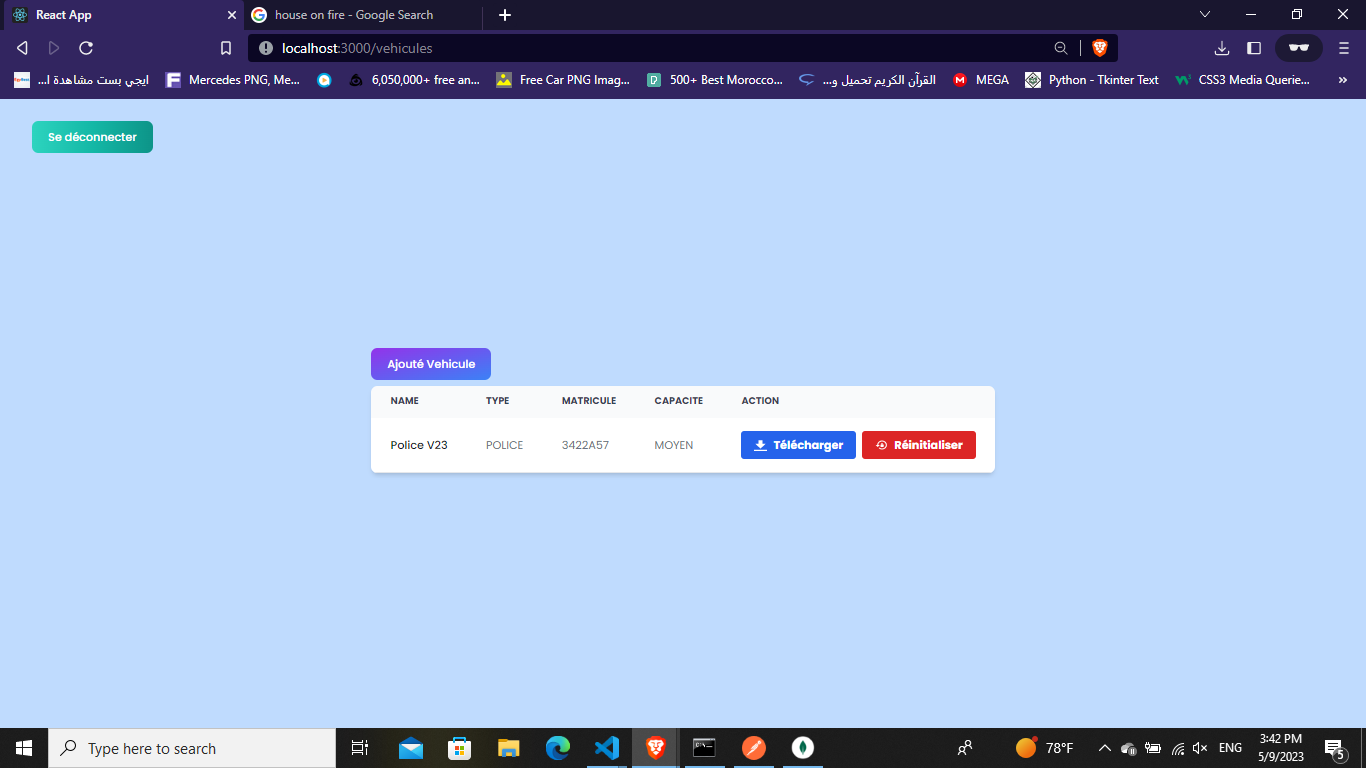 React App
house on fire - Google Search
localhost:3000/vehicules
ايجي بست مشاهدة ا...
Mercedes PNG, Me...
6,050,000+ free an...
Free Car PNG Imag...
500+ Best Morocco...
القرآن الكريم تحميل و...
MEGA
Python - Tkinter Text
CSS3 Media Querie...
»
Se déconnecter
Ajouté Vehicule
NAME TYPE MATRICULE CAPACITE ACTION
Police V23 POLICE 3422A57 MOYEN Télécharger Réinitialiser
Type here to search
78°F
ENG
3:42 PM
5/9/2023
5